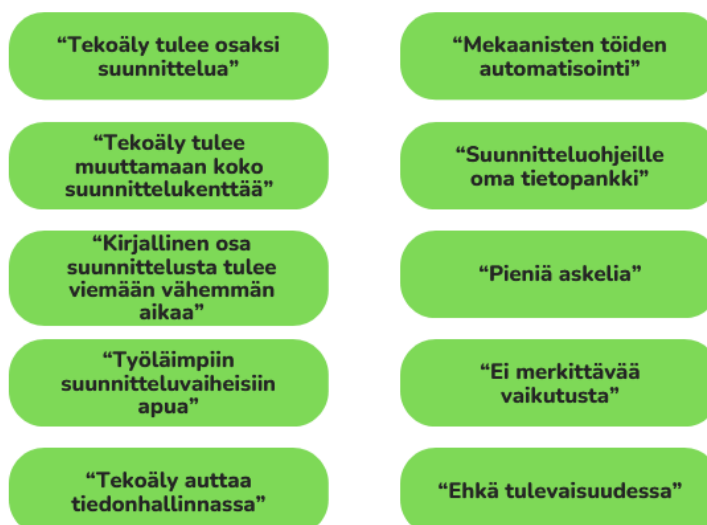 “Tekoäly tulee osaksi
suunnittelua”
“Tekoäly tulee
muuttamaan koko
suunnittelukenttää”
“Kirjallinen osa
suunnittelusta tulee
viemään vähemmän
aikaa”
“Työläimpiin
suunnitteluvaiheisiin
apua”
“Tekoäly auttaa
tiedonhallinnassa”
“Mekaanisten töiden
automatisointi”
“Suunnitteluohjeille
oma tietopankki”
“Pieniä askelia”
“Ei merkittävää
vaikutusta”
“Ehkä tulevaisuudessa”